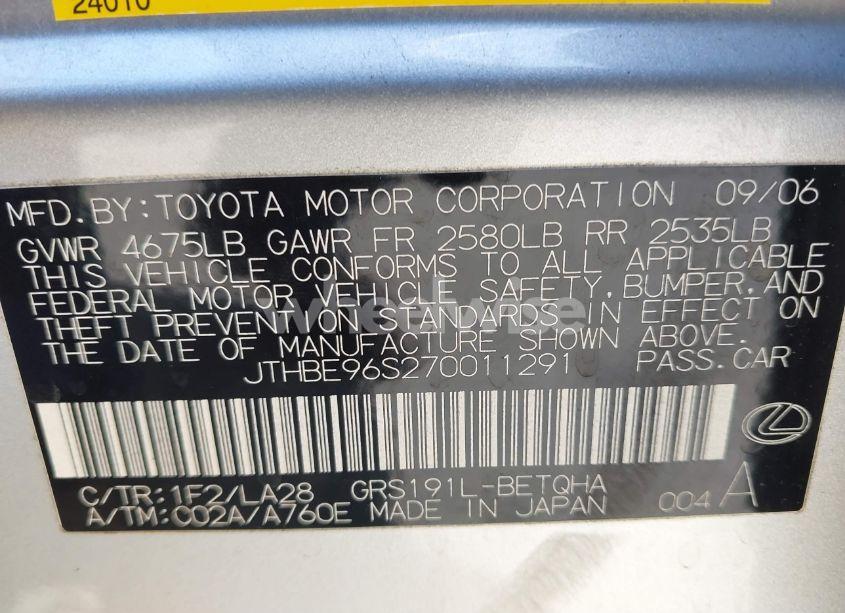 24010
MFD. BY: TOYOTA MOTOR CORPORATION 09/06
GVWR 4675LB GAWR FR 2580LB RR 2535LB
THIS VEHICLE CONFORMS TO ALL APPLICABLE
FEDERAL MOTOR VEHICLE SAFETY, BUMPER, AND
THEFT PREVENTION STANDARDS IN EFFECT ON
THE DATE OF MANUFACTURE SHOWN ABOVE.
JTHBE96S270011291 PASS. CAR
C/TR: 1F2/LA28 GRS191L-BETQHA
A/TM: C02A/A760E MADE IN JAPAN 004 A
wheelwise